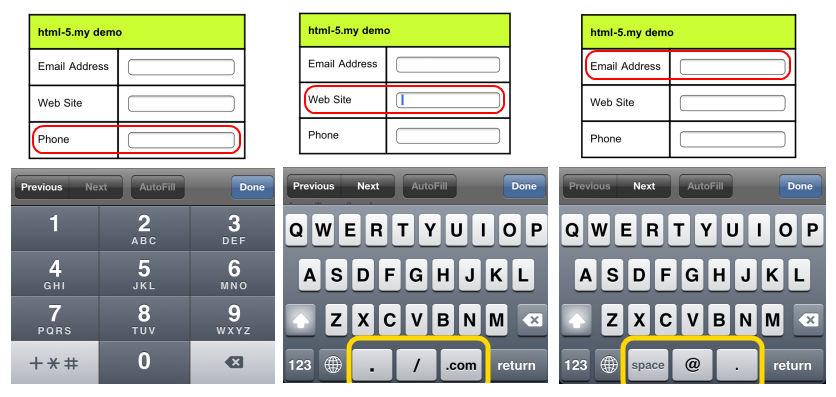 html-5.my demo
Email Address
Web Site
Phone
Previous Next AutoFill Done
1 2 ABC 3 DEF
4 GHI 5 JKL 6 MNO
7 PQRS 8 TUV 9 WXYZ
+*# 0
html-5.my demo
Email Address
Web Site
Phone
Previous Next AutoFill Done
Q W E R T Y U I O P
A S D F G H J K L
Z X C V B N M
123 . / .com return
html-5.my demo
Email Address
Web Site
Phone
Previous Next AutoFill Done
Q W E R T Y U I O P
A S D F G H J K L
Z X C V B N M
123 space @ . return